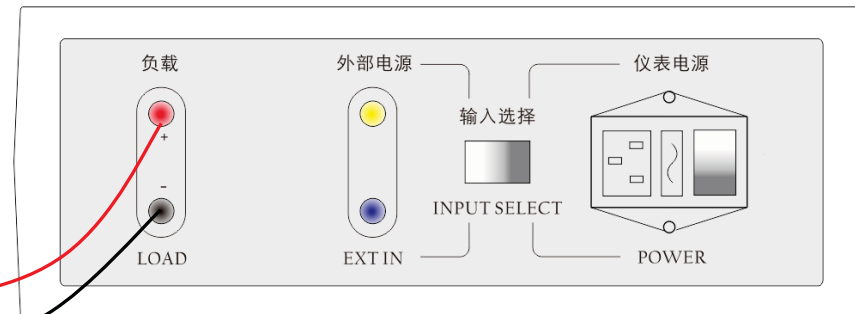 负载
外部电源
仪表电源
输入选择
+
−
INPUT SELECT
LOAD
EXT IN
POWER